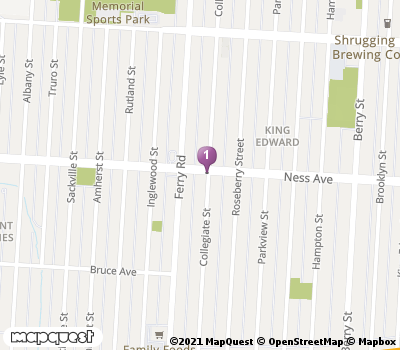 Memorial
Sports Park
Shrugging
Brewing Co
Albany St
Truro St
Rutland St
Berry St
KING
EDWARD
1
Ness Ave
Sackville St
Amherst St
Inglewood St
Ferry Rd
Roseberry Street
Brooklyn St
Collegiate St
Parkview St
Hampton St
Bruce Ave
Berry St
Family Foods
mapquest
©2021 MapQuest © OpenStreetMap © Mapbox